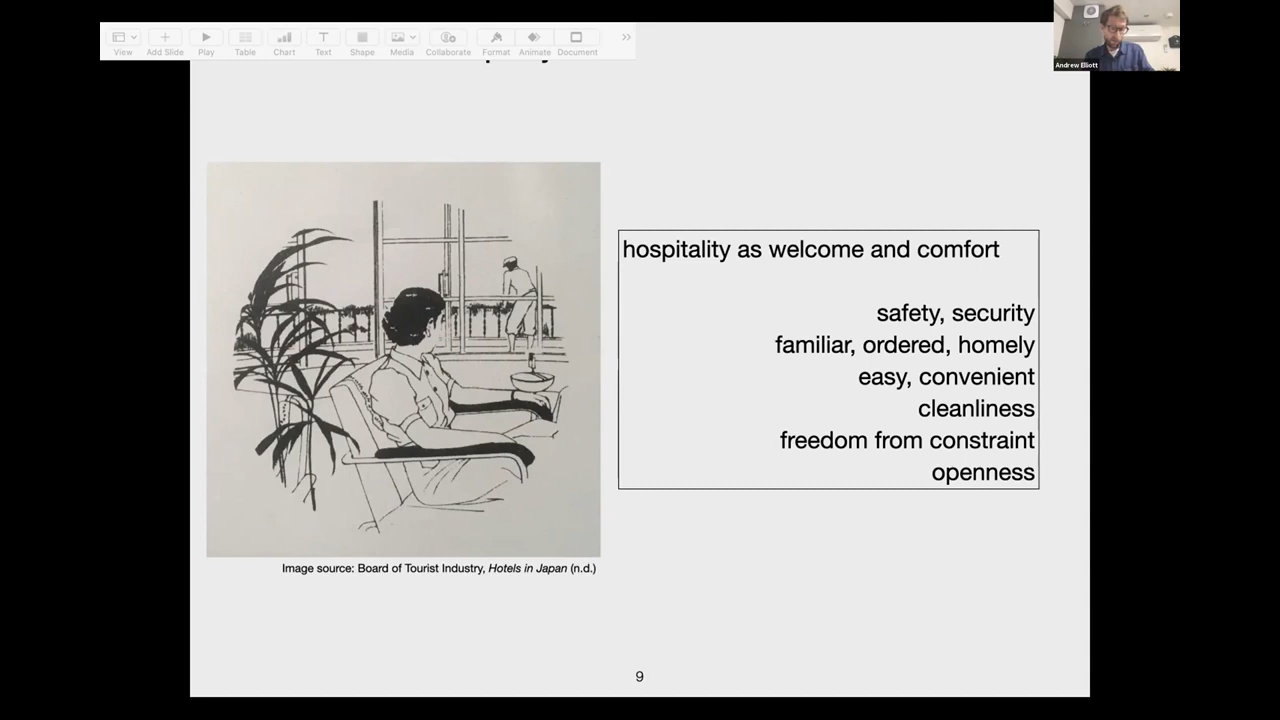 View
Add Slide
Play
Table
Chart
Text
Shape
Media
Collaborate
Format
Animate
Document
Andrew Elliott
hospitality as welcome and comfort
safety, security
familiar, ordered, homely
easy, convenient
cleanliness
freedom from constraint
openness
Image source: Board of Tourist Industry, Hotels in Japan (n.d.)
9